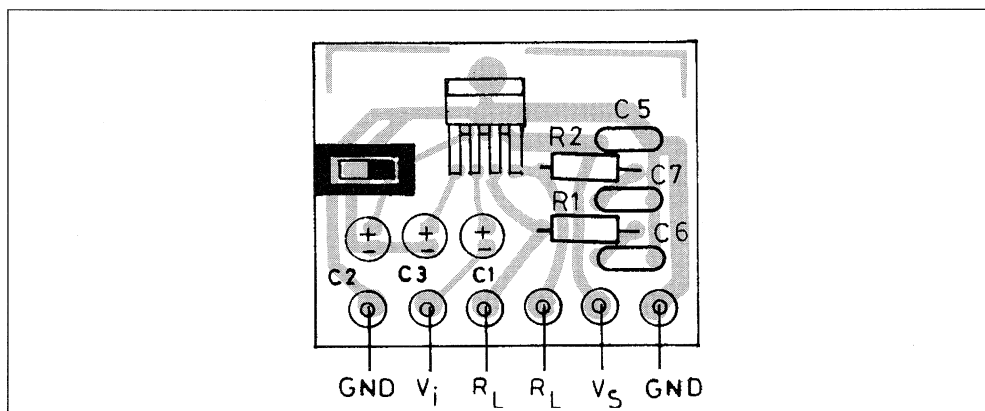 C5
R2
C7
R1
C6
+ + +
- - -
C2 C3 C1
GND Vi RL RL VS GND